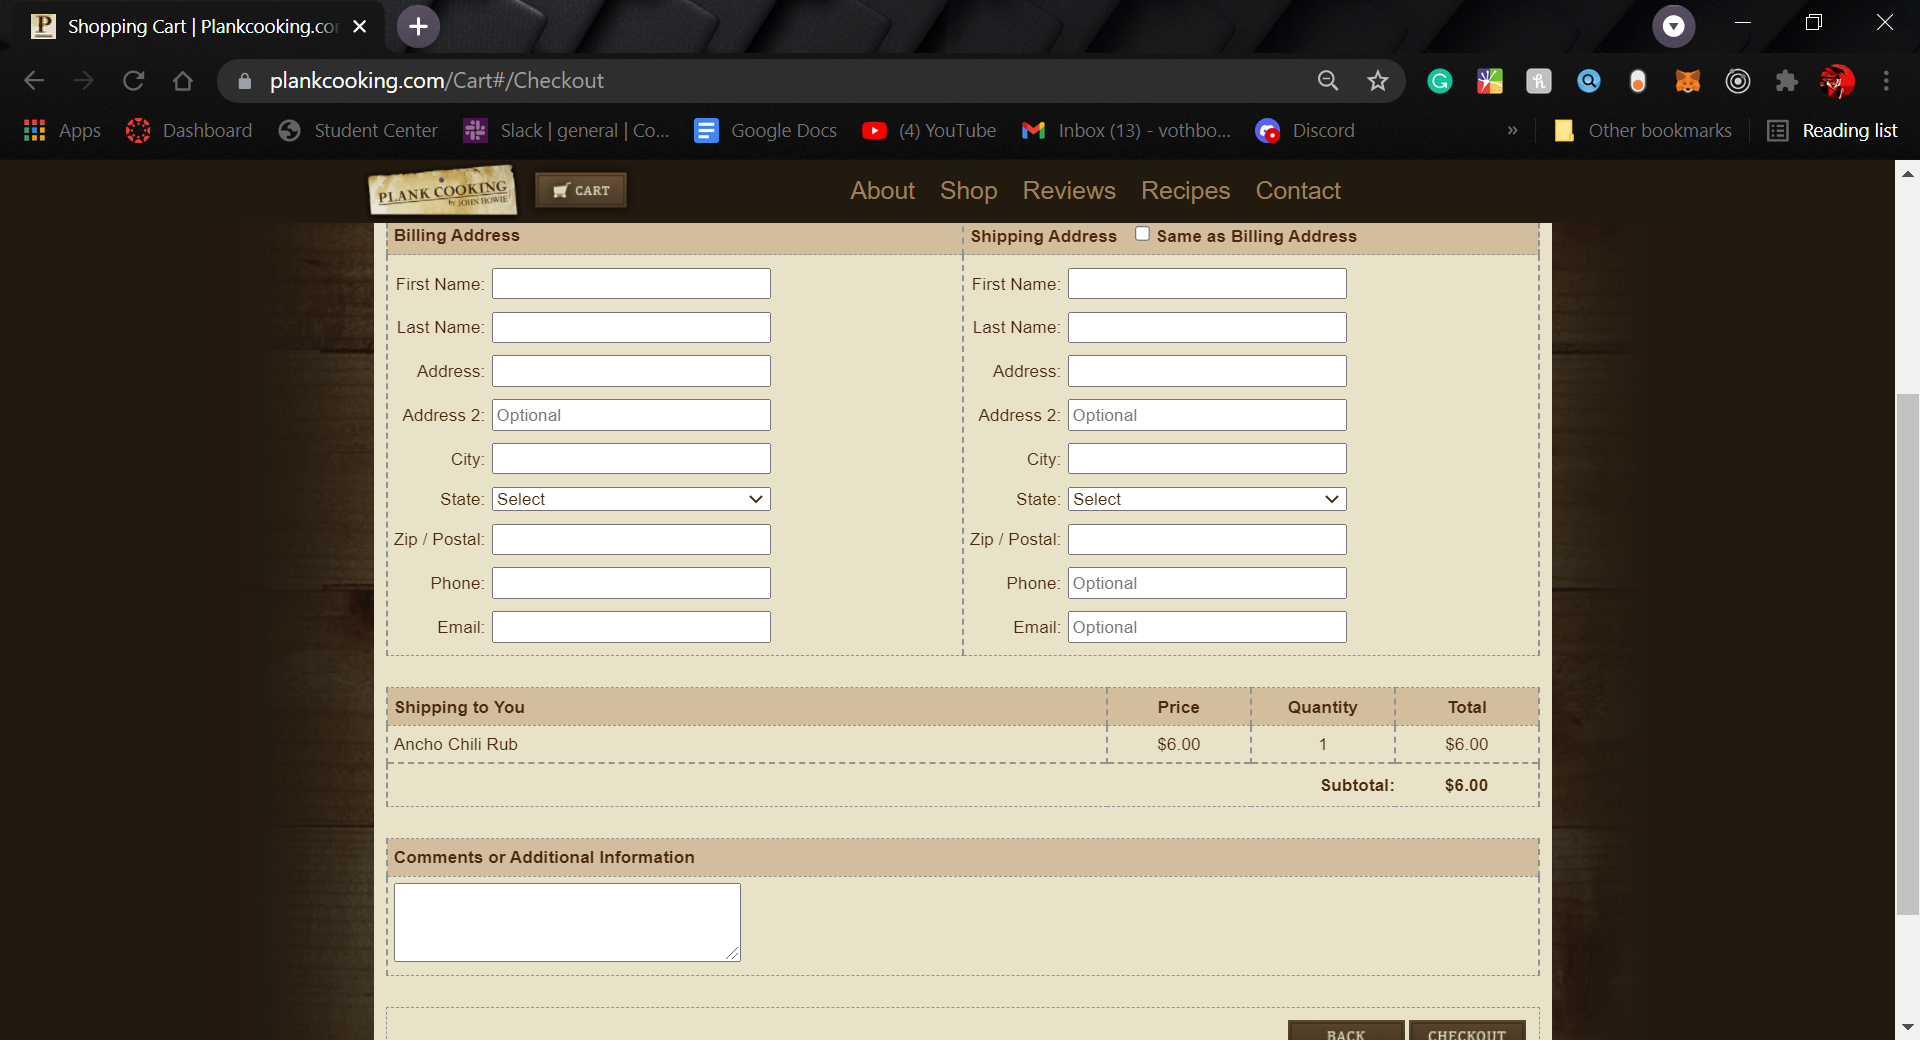 Shopping Cart | Plankcooking.co
plankcooking.com/Cart#/Checkout
Apps Dashboard Student Center Slack | general | Co... Google Docs (4) YouTube Inbox (13) - vothbo... Discord » Other bookmarks Reading list
PLANK COOKING
by JOHN HOWIE
CART
About Shop Reviews Recipes Contact
Billing Address
First Name:
Last Name:
Address:
Address 2: Optional
City:
State: Select
Zip / Postal:
Phone:
Email:
Shipping Address Same as Billing Address
First Name:
Last Name:
Address:
Address 2: Optional
City:
State: Select
Zip / Postal:
Phone: Optional
Email: Optional
Shipping to You Price Quantity Total
Ancho Chili Rub $6.00 1 $6.00
Subtotal: $6.00
Comments or Additional Information
BACK CHECKOUT